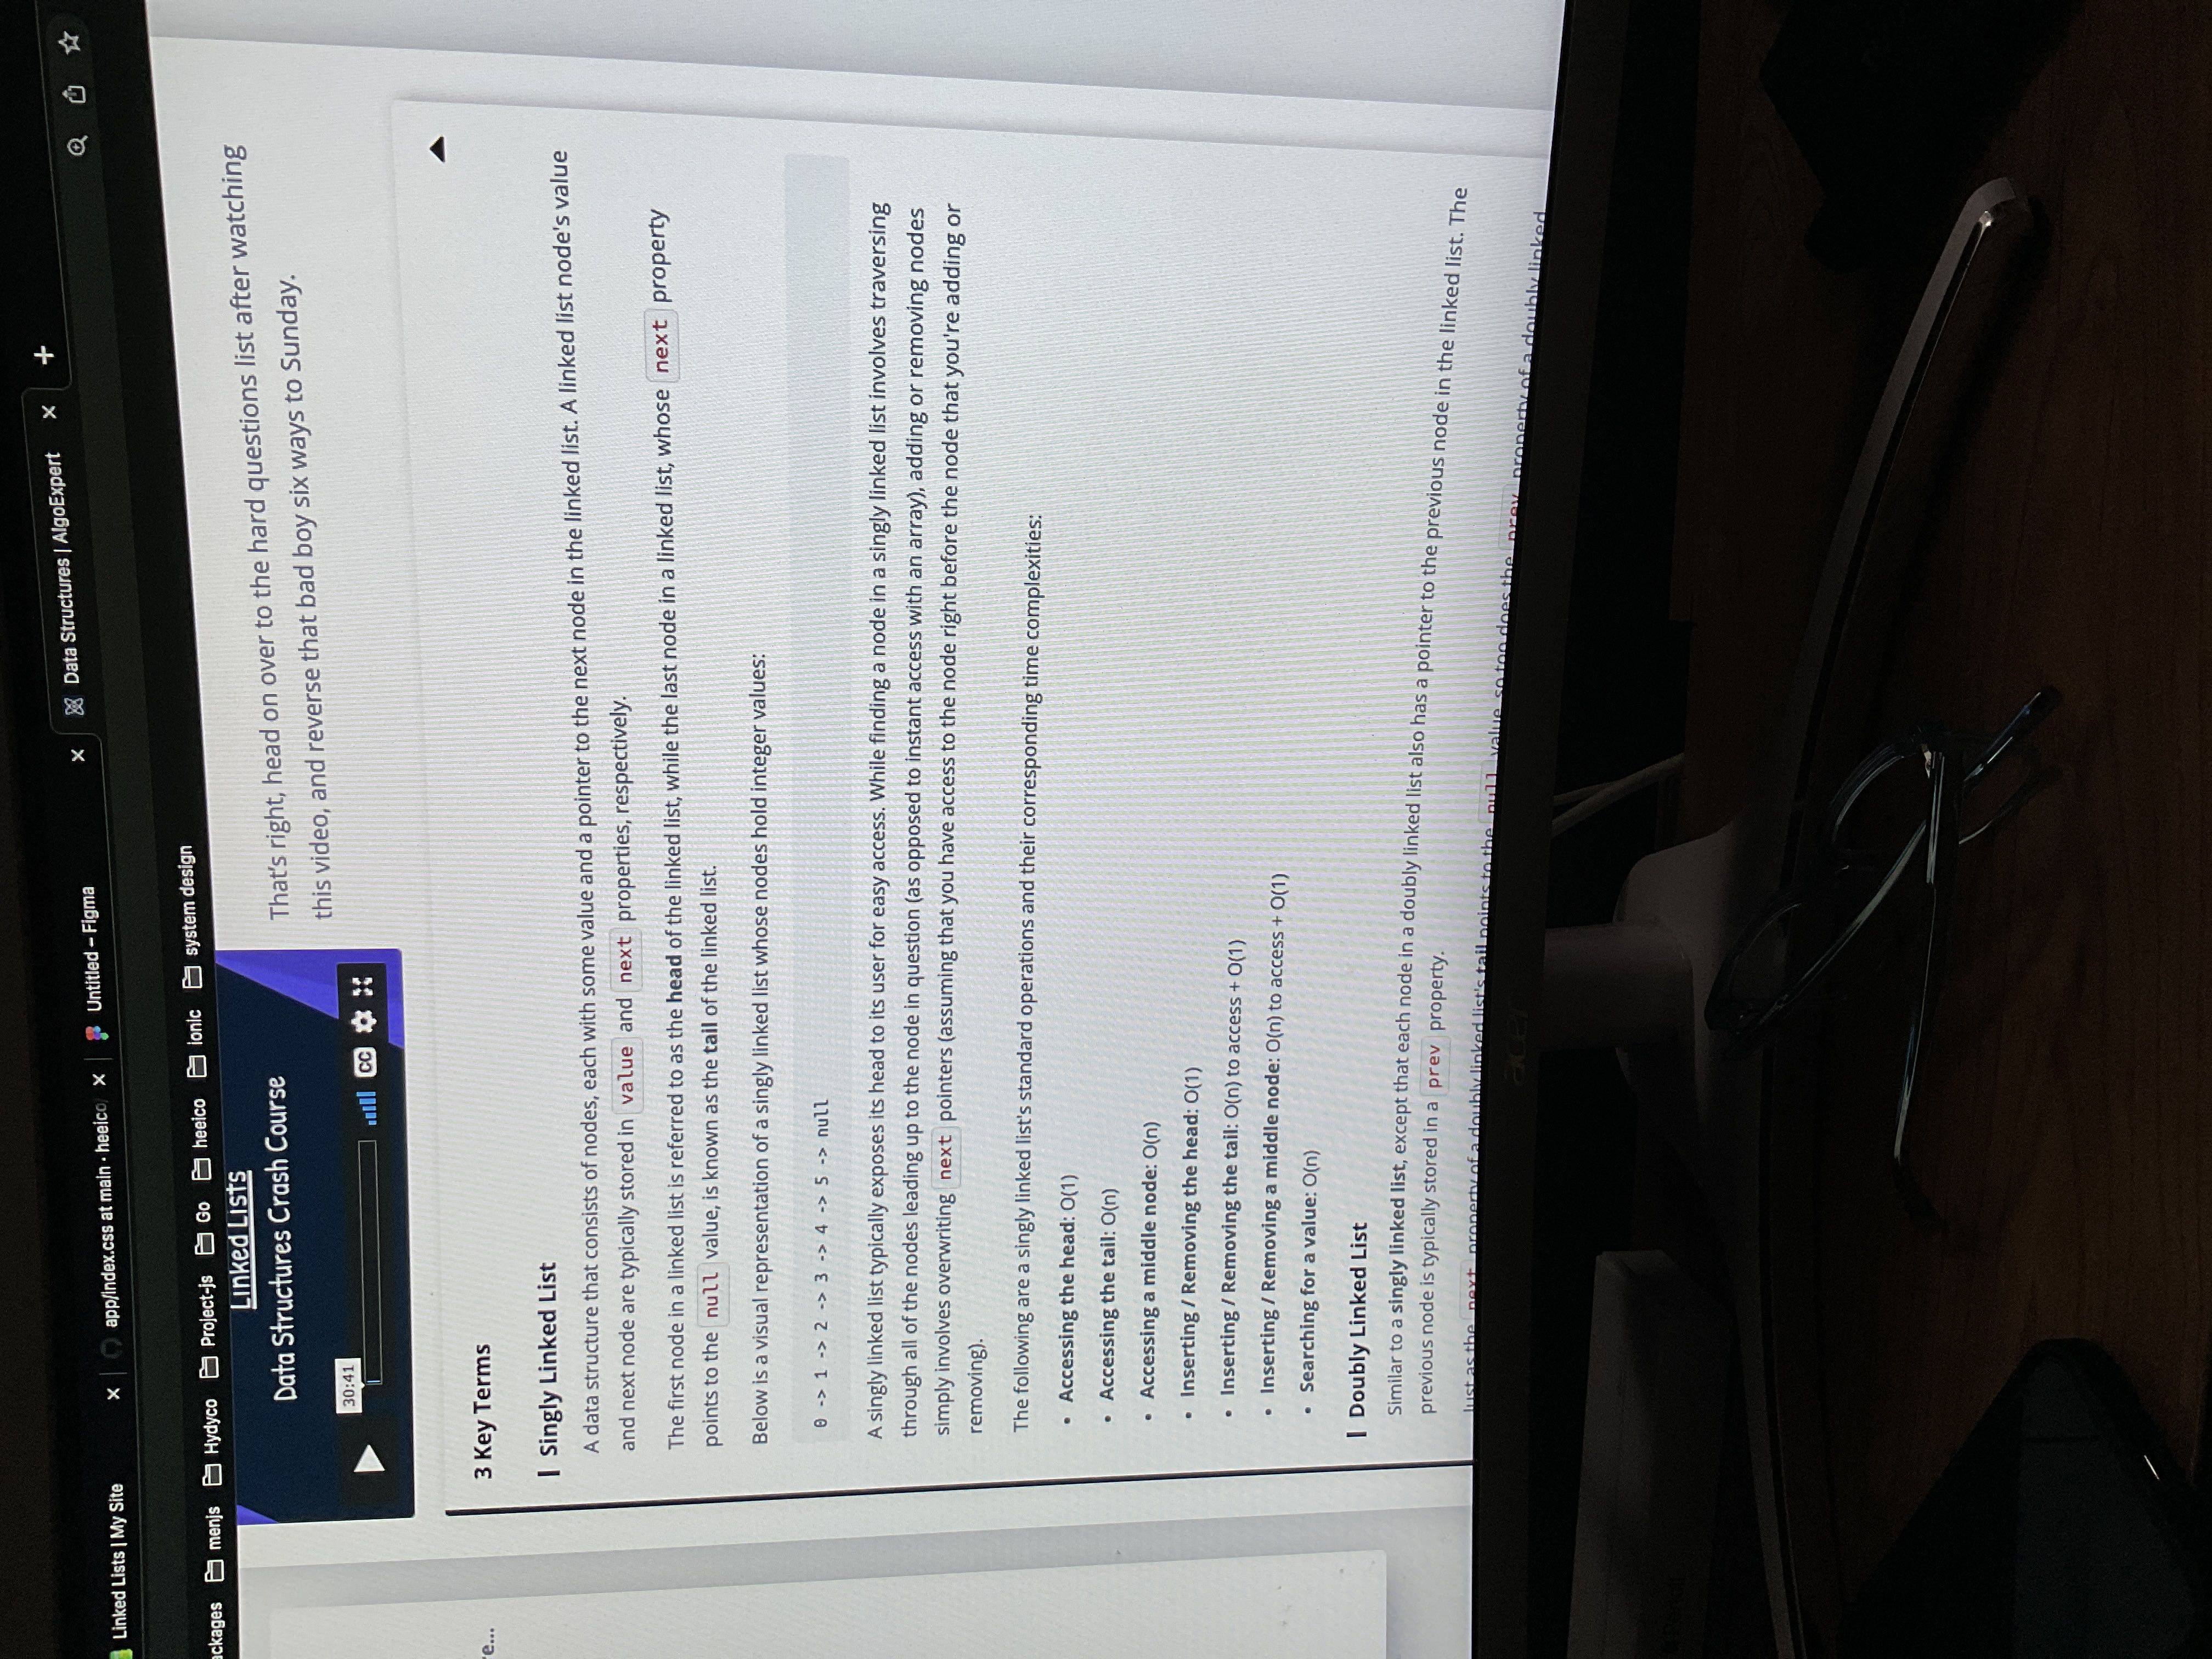 Linked Lists | My Site
app/index.css at main · heeico
Untitled – Figma
Data Structures | AlgoExpert
ackages
menjs
Hydyco
Project-js
Go
heeico
ionic
system design
Linked Lists
Data Structures Crash Course
30:41
CC
That's right, head on over to the hard questions list after watching
this video, and reverse that bad boy six ways to Sunday.
re...
3 Key Terms
Singly Linked List
A data structure that consists of nodes, each with some value and a pointer to the next node in the linked list. A linked list node's value
and next node are typically stored in value and next properties, respectively.
The first node in a linked list is referred to as the head of the linked list, while the last node in a linked list, whose next property
points to the null value, is known as the tail of the linked list.
Below is a visual representation of a singly linked list whose nodes hold integer values:
0 -> 1 -> 2 -> 3 -> 4 -> 5 -> null
A singly linked list typically exposes its head to its user for easy access. While finding a node in a singly linked list involves traversing
through all of the nodes leading up to the node in question (as opposed to instant access with an array), adding or removing nodes
simply involves overwriting next pointers (assuming that you have access to the node right before the node that you're adding or
removing).
The following are a singly linked list's standard operations and their corresponding time complexities:
• Accessing the head: O(1)
• Accessing the tail: O(n)
• Accessing a middle node: O(n)
• Inserting / Removing the head: O(1)
• Inserting / Removing the tail: O(n) to access + O(1)
• Inserting / Removing a middle node: O(n) to access + O(1)
• Searching for a value: O(n)
Doubly Linked List
Similar to a singly linked list, except that each node in a doubly linked list also has a pointer to the previous node in the linked list. The
previous node is typically stored in a prev property.
Just as the next property of a doubly linked list's tail points to the null value, so too does the prev property of a doubly linked
acer
Pencil